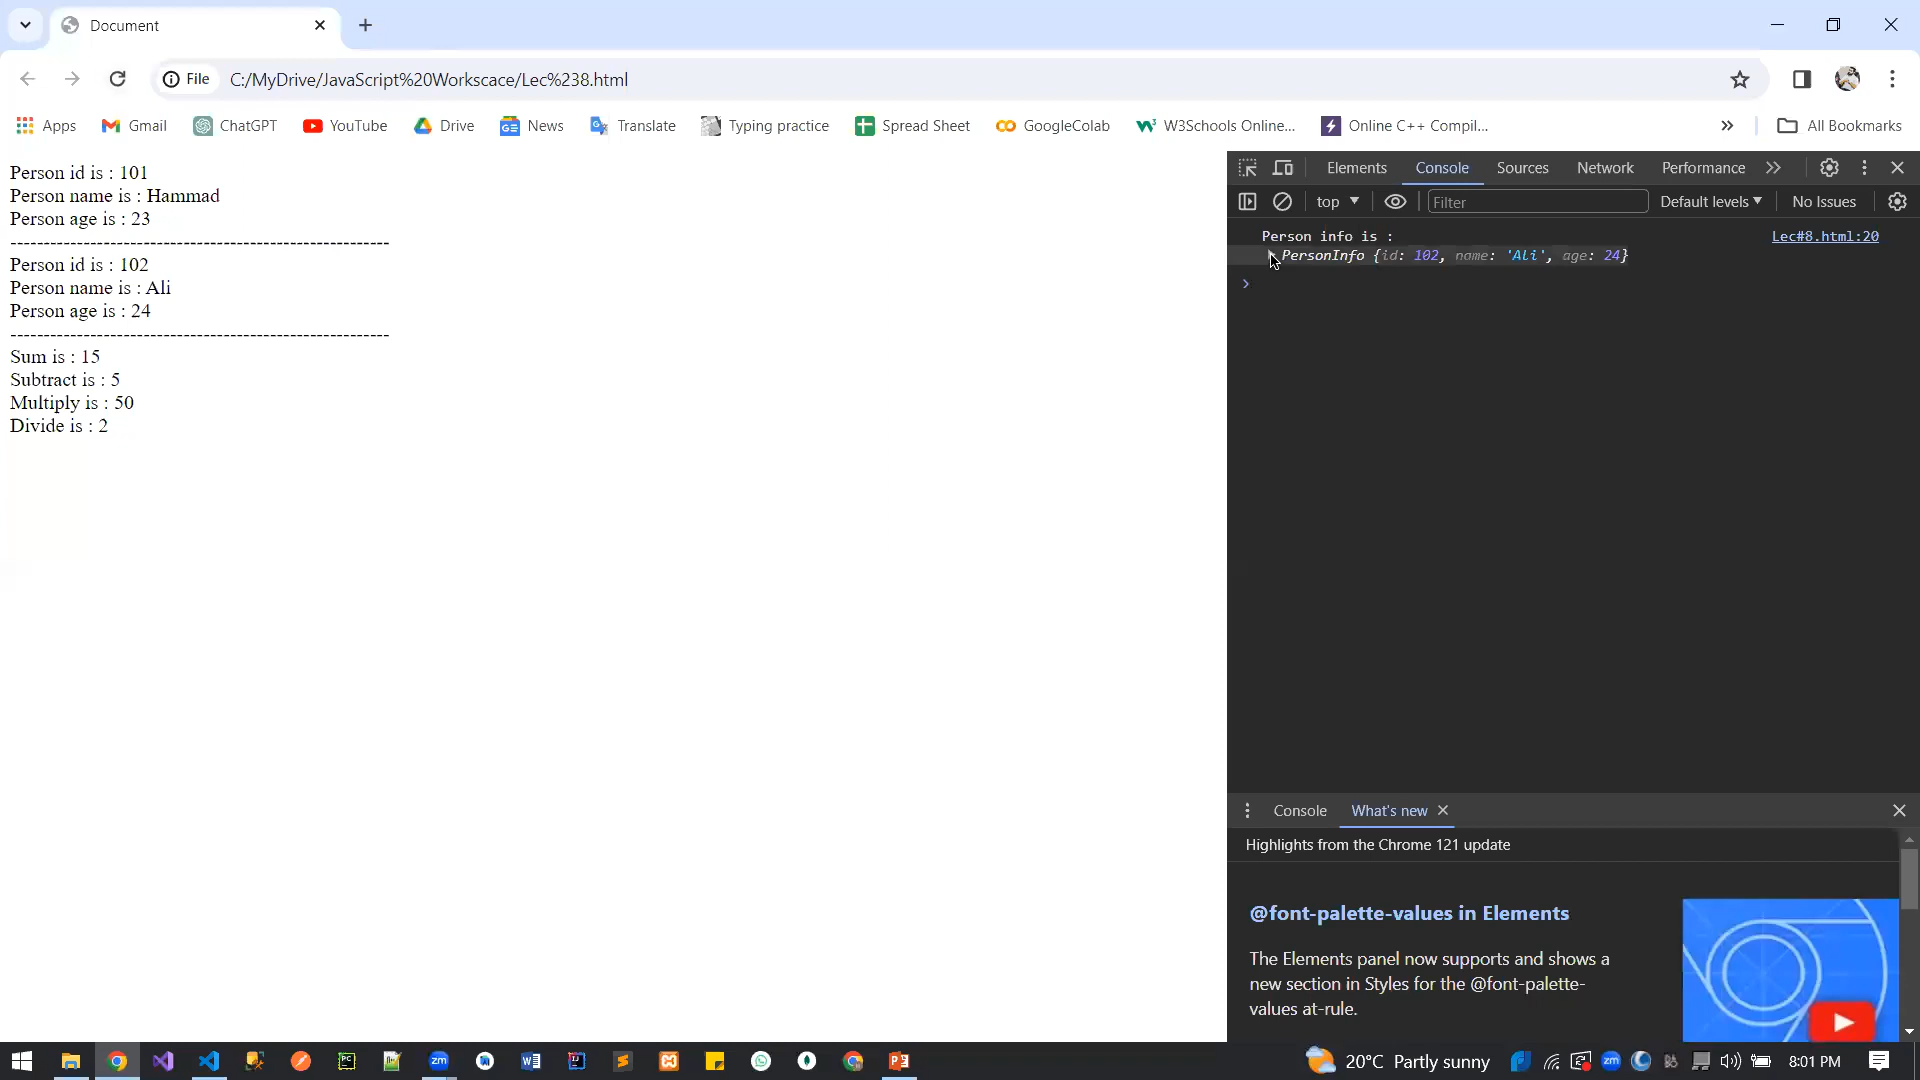 Document
File
C:/MyDrive/JavaScript%20Workscace/Lec%238.html
Apps
Gmail
ChatGPT
YouTube
Drive
News
Translate
Typing practice
Spread Sheet
GoogleColab
W3Schools Online...
Online C++ Compil...
All Bookmarks
Person id is : 101
Person name is : Hammad
Person age is : 23
---------------------------------------------------------
Person id is : 102
Person name is : Ali
Person age is : 24
---------------------------------------------------------
Sum is : 15
Subtract is : 5
Multiply is : 50
Divide is : 2
Elements
Console
Sources
Network
Performance
top
Filter
Default levels
No Issues
Person info is :
Lec#8.html:20
PersonInfo {id: 102, name: 'Ali', age: 24}
Console
What's new
Highlights from the Chrome 121 update
@font-palette-values in Elements
The Elements panel now supports and shows a
new section in Styles for the @font-palette-
values at-rule.
20°C Partly sunny
8:01 PM